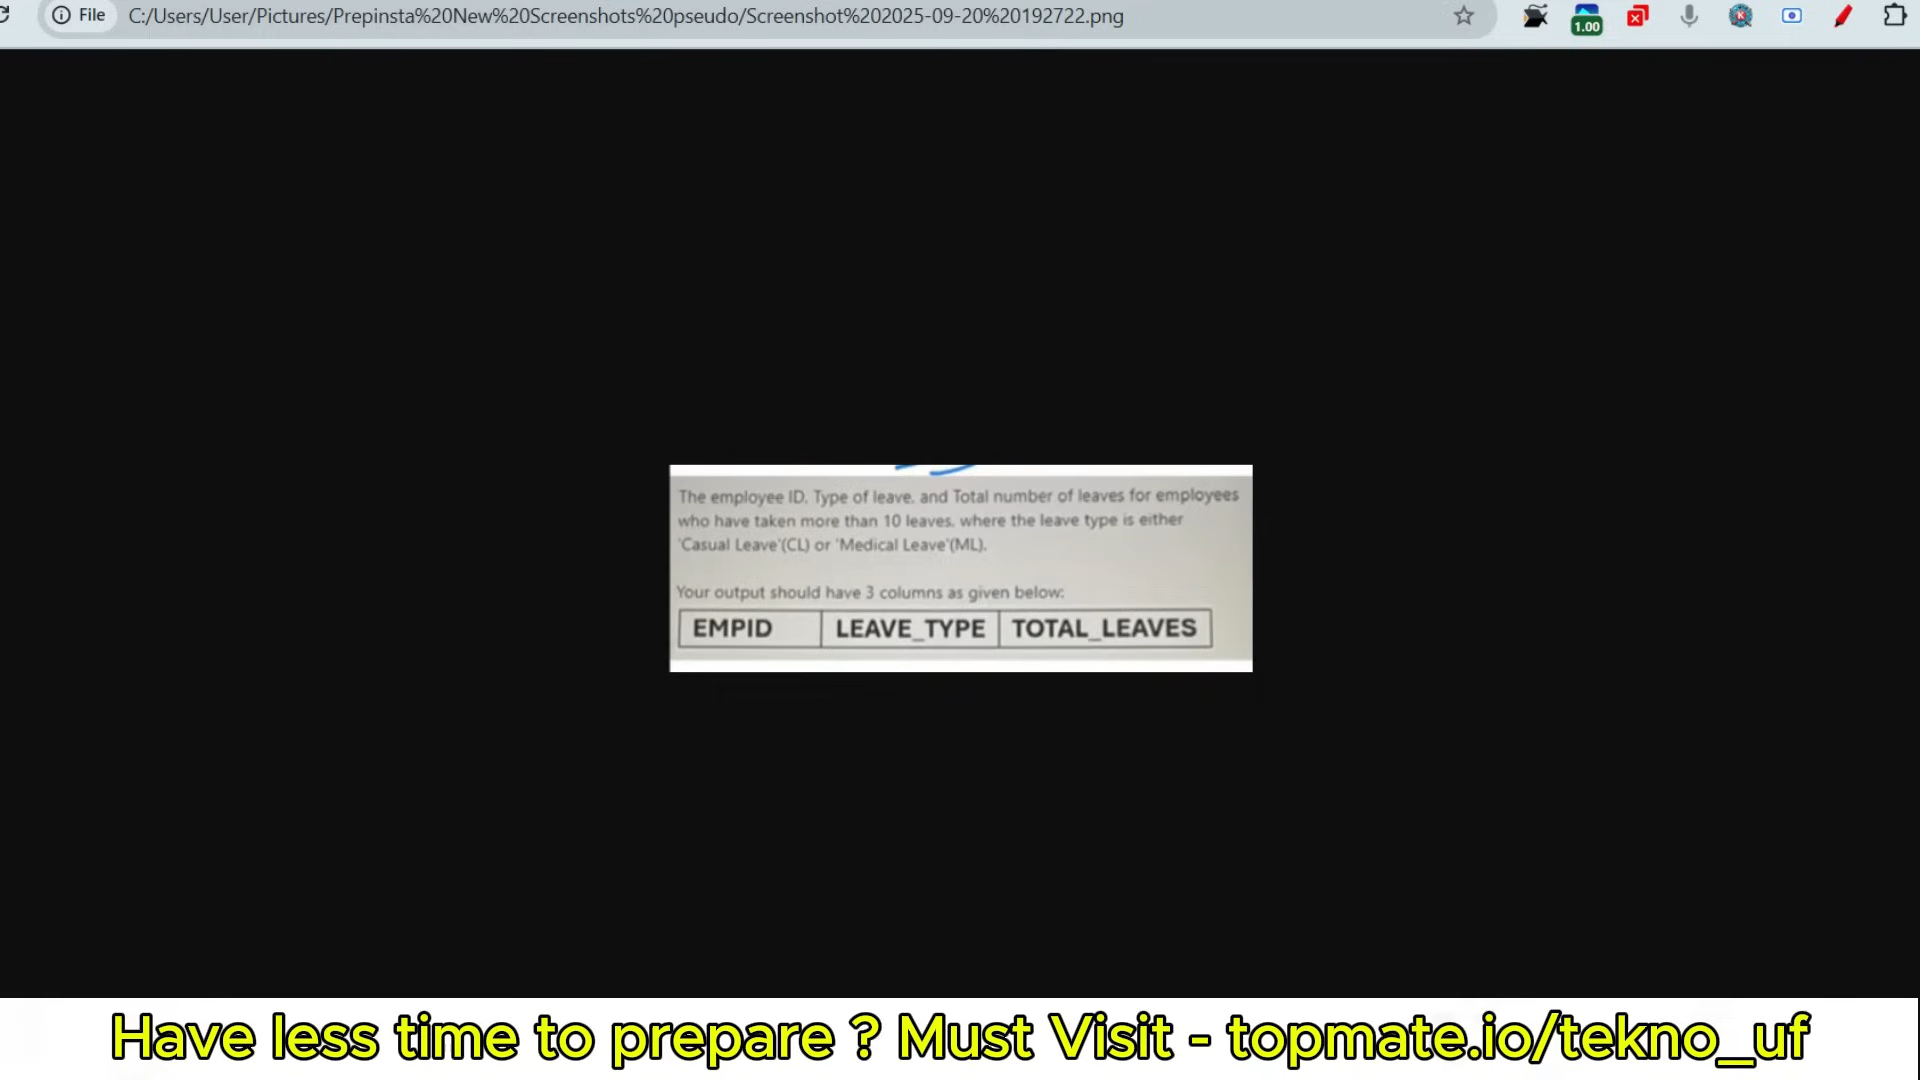 File
C:/Users/User/Pictures/Prepinsta%20New%20Screenshots%20pseudo/Screenshot%202025-09-20%20192722.png
1.00
The employee ID, Type of leave, and Total number of leaves for employees
who have taken more than 10 leaves, where the leave type is either
'Casual Leave'(CL) or 'Medical Leave'(ML).
Your output should have 3 columns as given below:
EMPID LEAVE_TYPE TOTAL_LEAVES
Have less time to prepare ? Must Visit - topmate.io/tekno_uf